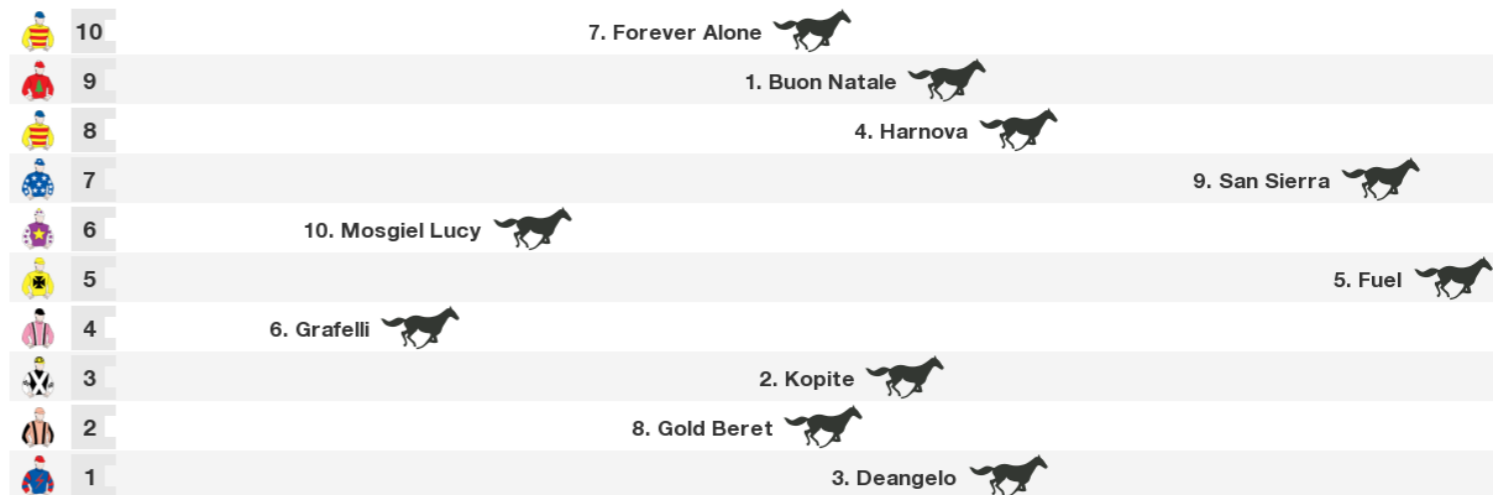 10 7. Forever Alone
9 1. Buon Natale
8 4. Harnova
7 9. San Sierra
6 10. Mosgiel Lucy
5 5. Fuel
4 6. Grafelli
3 2. Kopite
2 8. Gold Beret
1 3. Deangelo